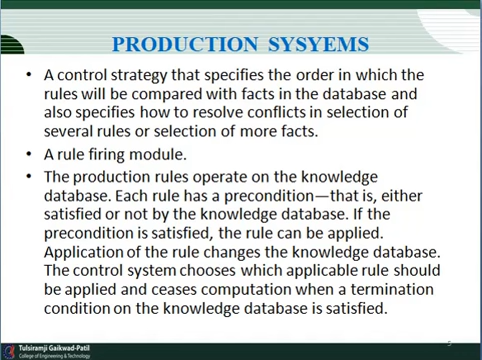 PRODUCTION SYSYEMS
• A control strategy that specifies the order in which the
rules will be compared with facts in the database and
also specifies how to resolve conflicts in selection of
several rules or selection of more facts.
• A rule firing module.
• The production rules operate on the knowledge
database. Each rule has a precondition—that is, either
satisfied or not by the knowledge database. If the
precondition is satisfied, the rule can be applied.
Application of the rule changes the knowledge database.
The control system chooses which applicable rule should
be applied and ceases computation when a termination
condition on the knowledge database is satisfied.
Tulsiramji Gaikwad-Patil
College of Engineering & Technology